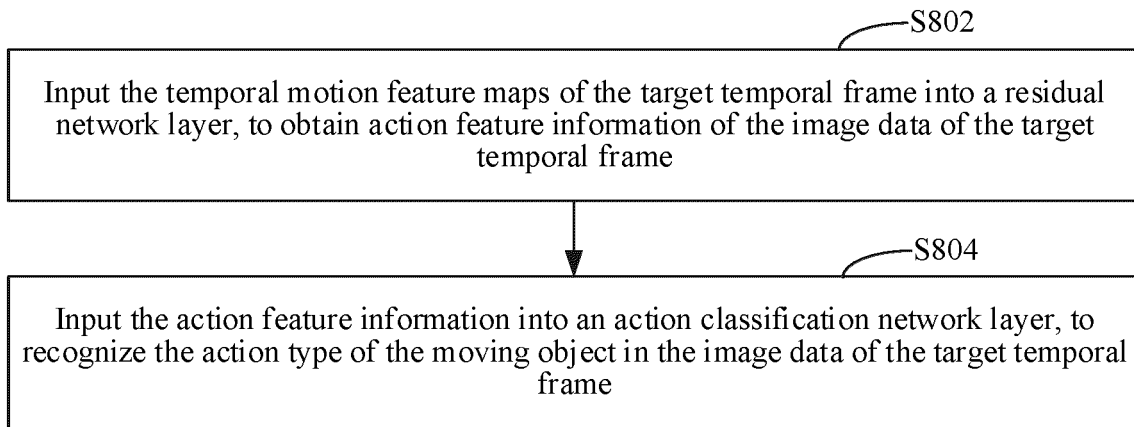 S802
Input the temporal motion feature maps of the target temporal frame into a residual
network layer, to obtain action feature information of the image data of the target
temporal frame
S804
Input the action feature information into an action classification network layer, to
recognize the action type of the moving object in the image data of the target temporal
frame